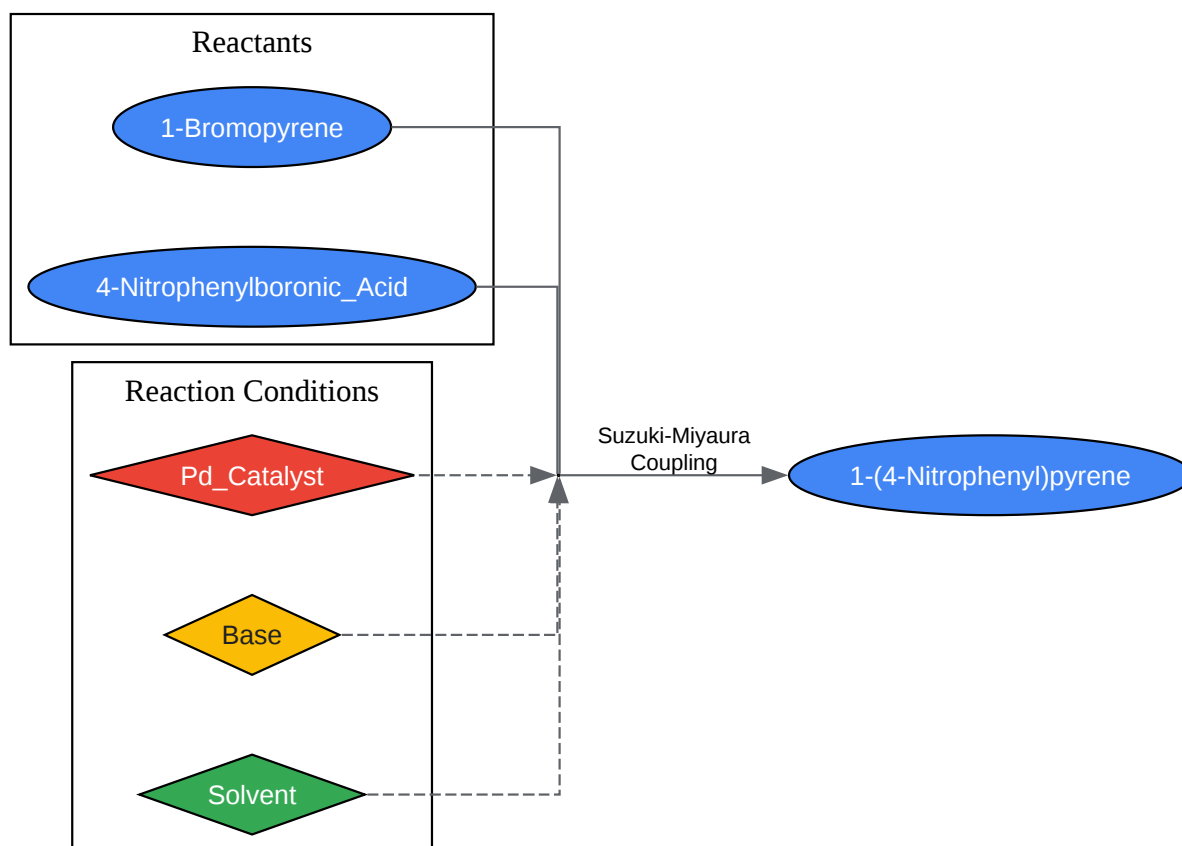 Reactants
1-Bromopyrene
4-Nitrophenylboronic_Acid
Reaction Conditions
Pd_Catalyst
Base
Solvent
Suzuki-Miyaura
Coupling
1-(4-Nitrophenyl)pyrene